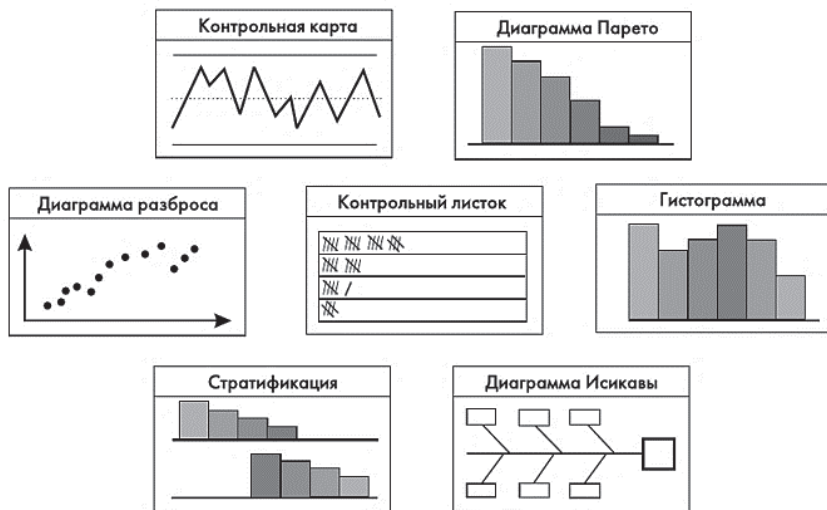 Контрольная карта
Диаграмма Парето
Диаграмма разброса
Контрольный листок
Гистограмма
Стратификация
Диаграмма Исикавы